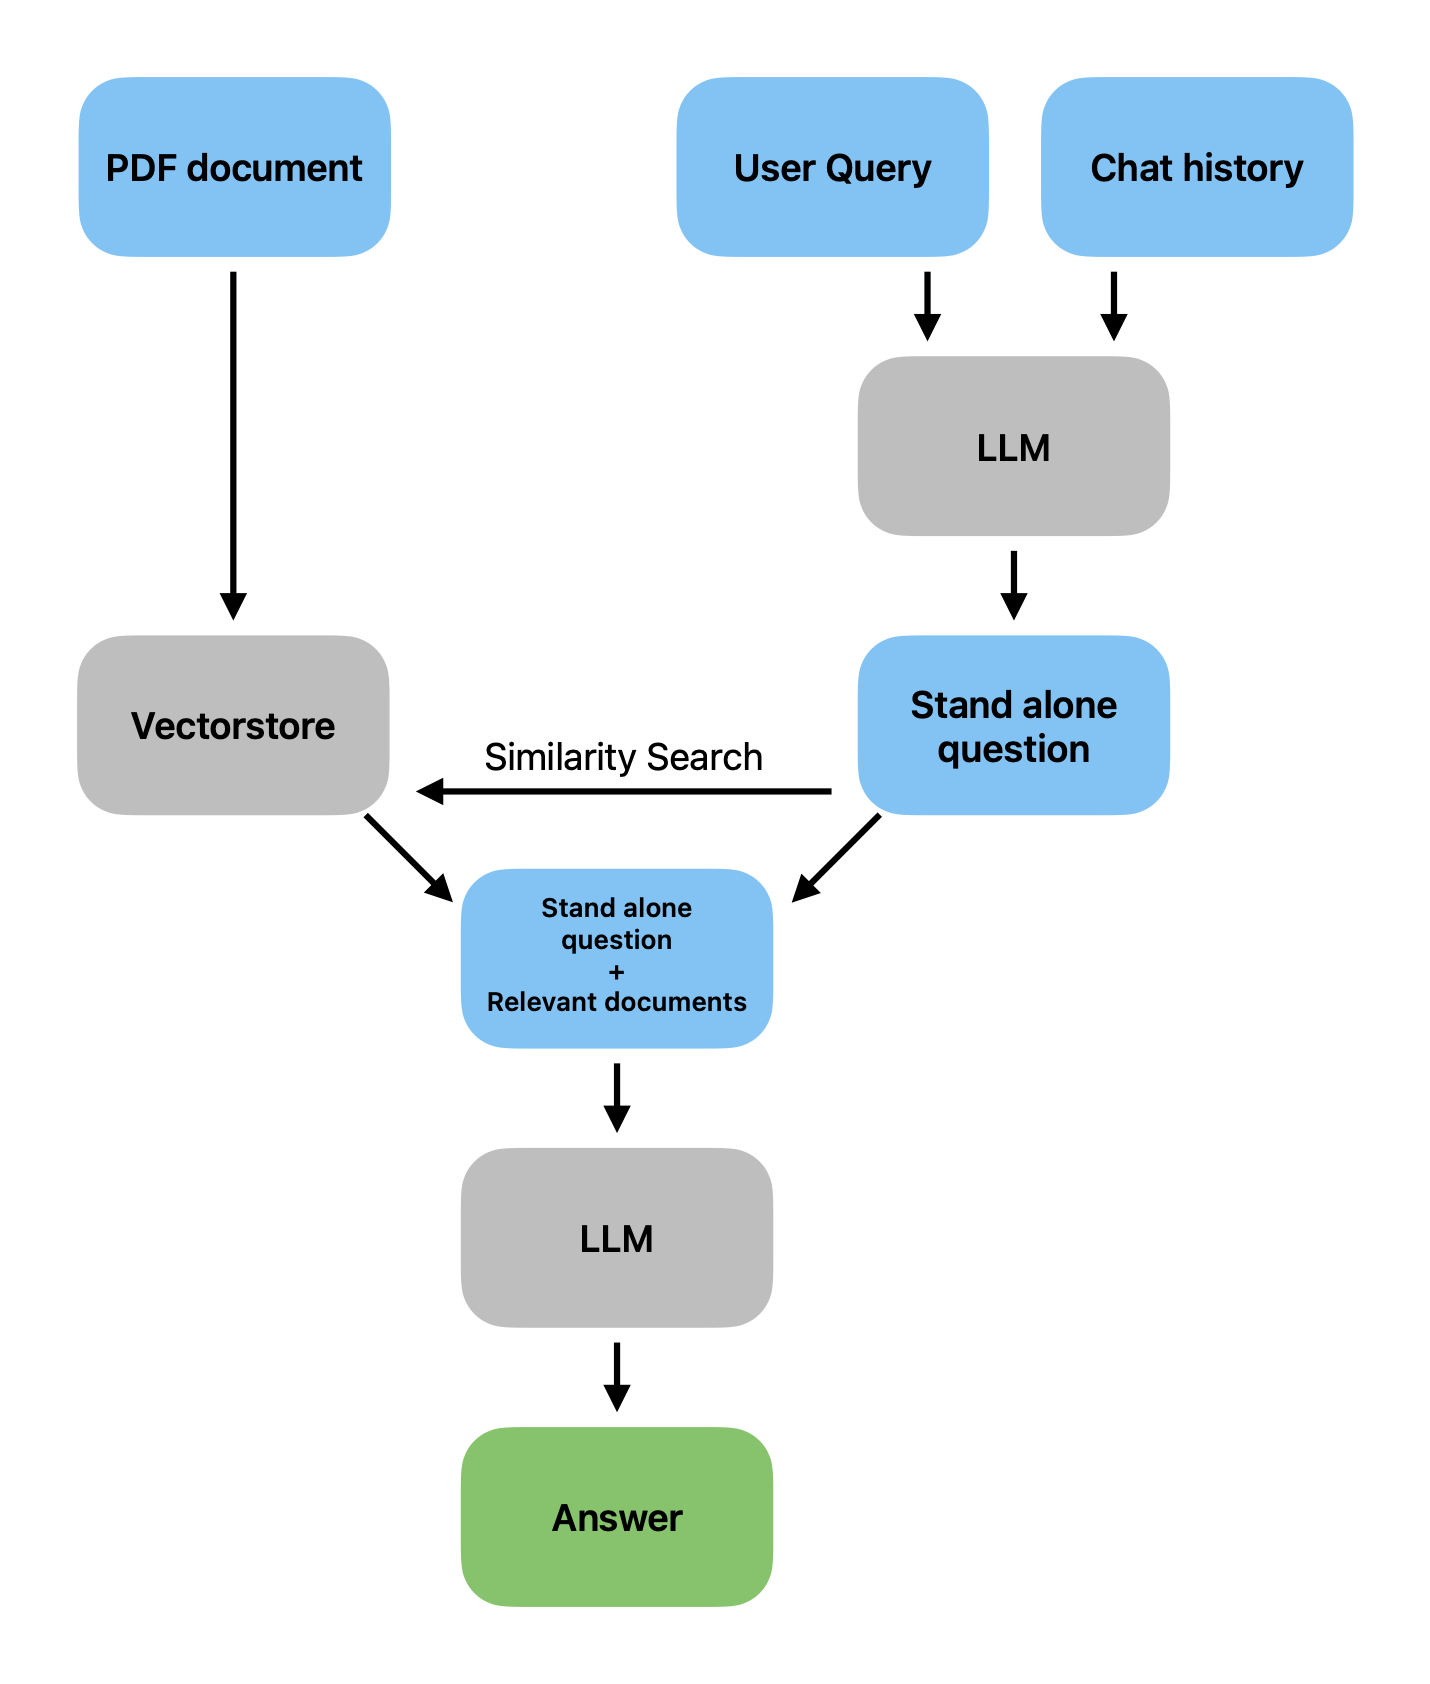 PDF document
User Query
Chat history
LLM
Vectorstore
Stand alone
question
Similarity Search
Stand alone
question
+
Relevant documents
LLM
Answer